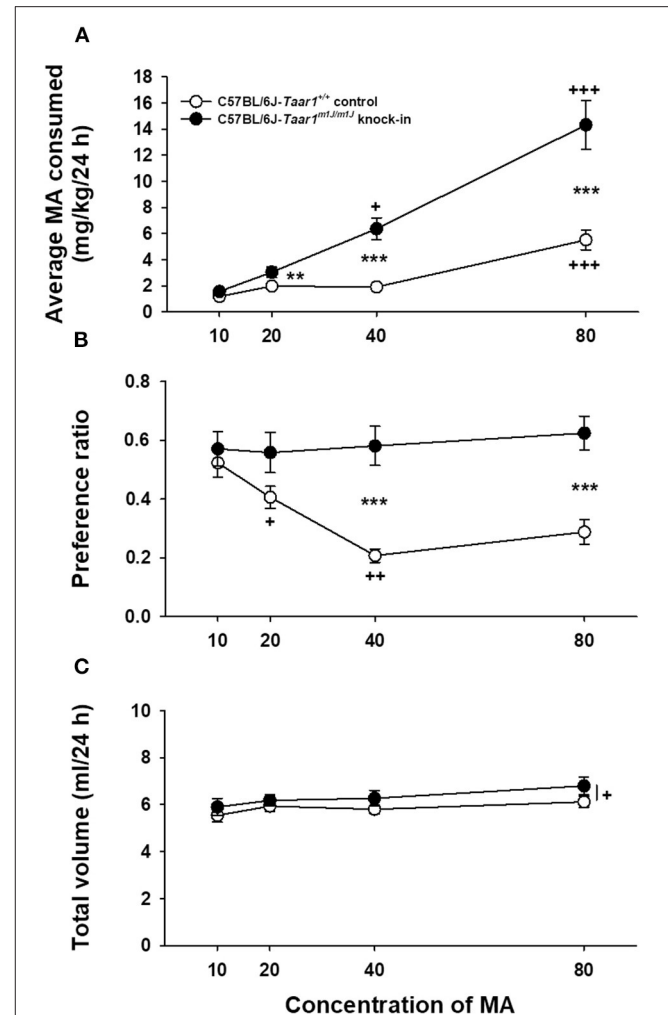 A
Average MA consumed
(mg/kg/24 h)
18
16
14
12
10
8
6
4
2
0
C57BL/6J-Taar1+/+ control
C57BL/6J-Taar1m1J/m1J knock-in
+++
+
***
***
**
+++
10 20 40 80
B
Preference ratio
0.8
0.6
0.4
0.2
0.0
***
***
+
++
10 20 40 80
C
Total volume (ml/24 h)
10
8
6
4
2
0
+
10 20 40 80
Concentration of MA